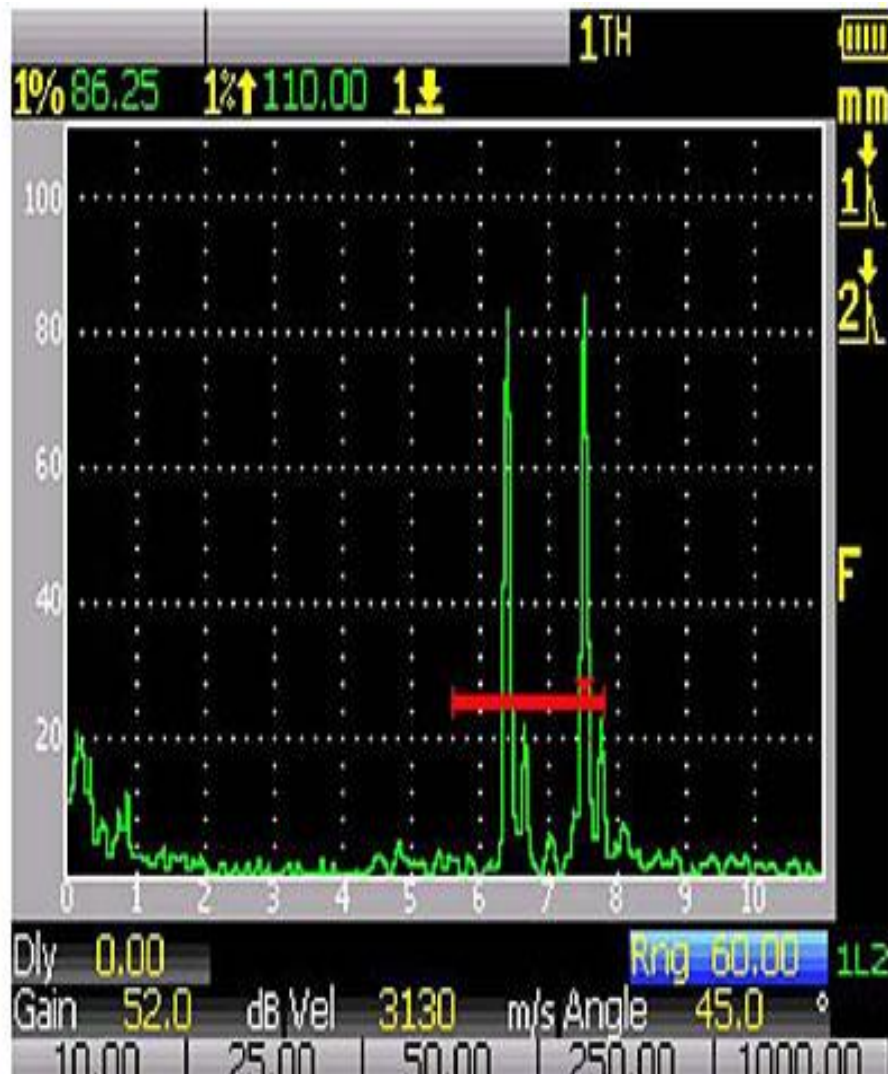 1TH
1% 86.25 1%↑ 110.00 1
mm
1
2
100
80
60
40
20
F
0 1 2 3 4 5 6 7 8 9 10
Dly 0.00 Rng 60.00 1L2
Gain 52.0 dB Vel 3130 m/s Angle 45.0 °
10.00 25.00 50.00 250.00 1000.00